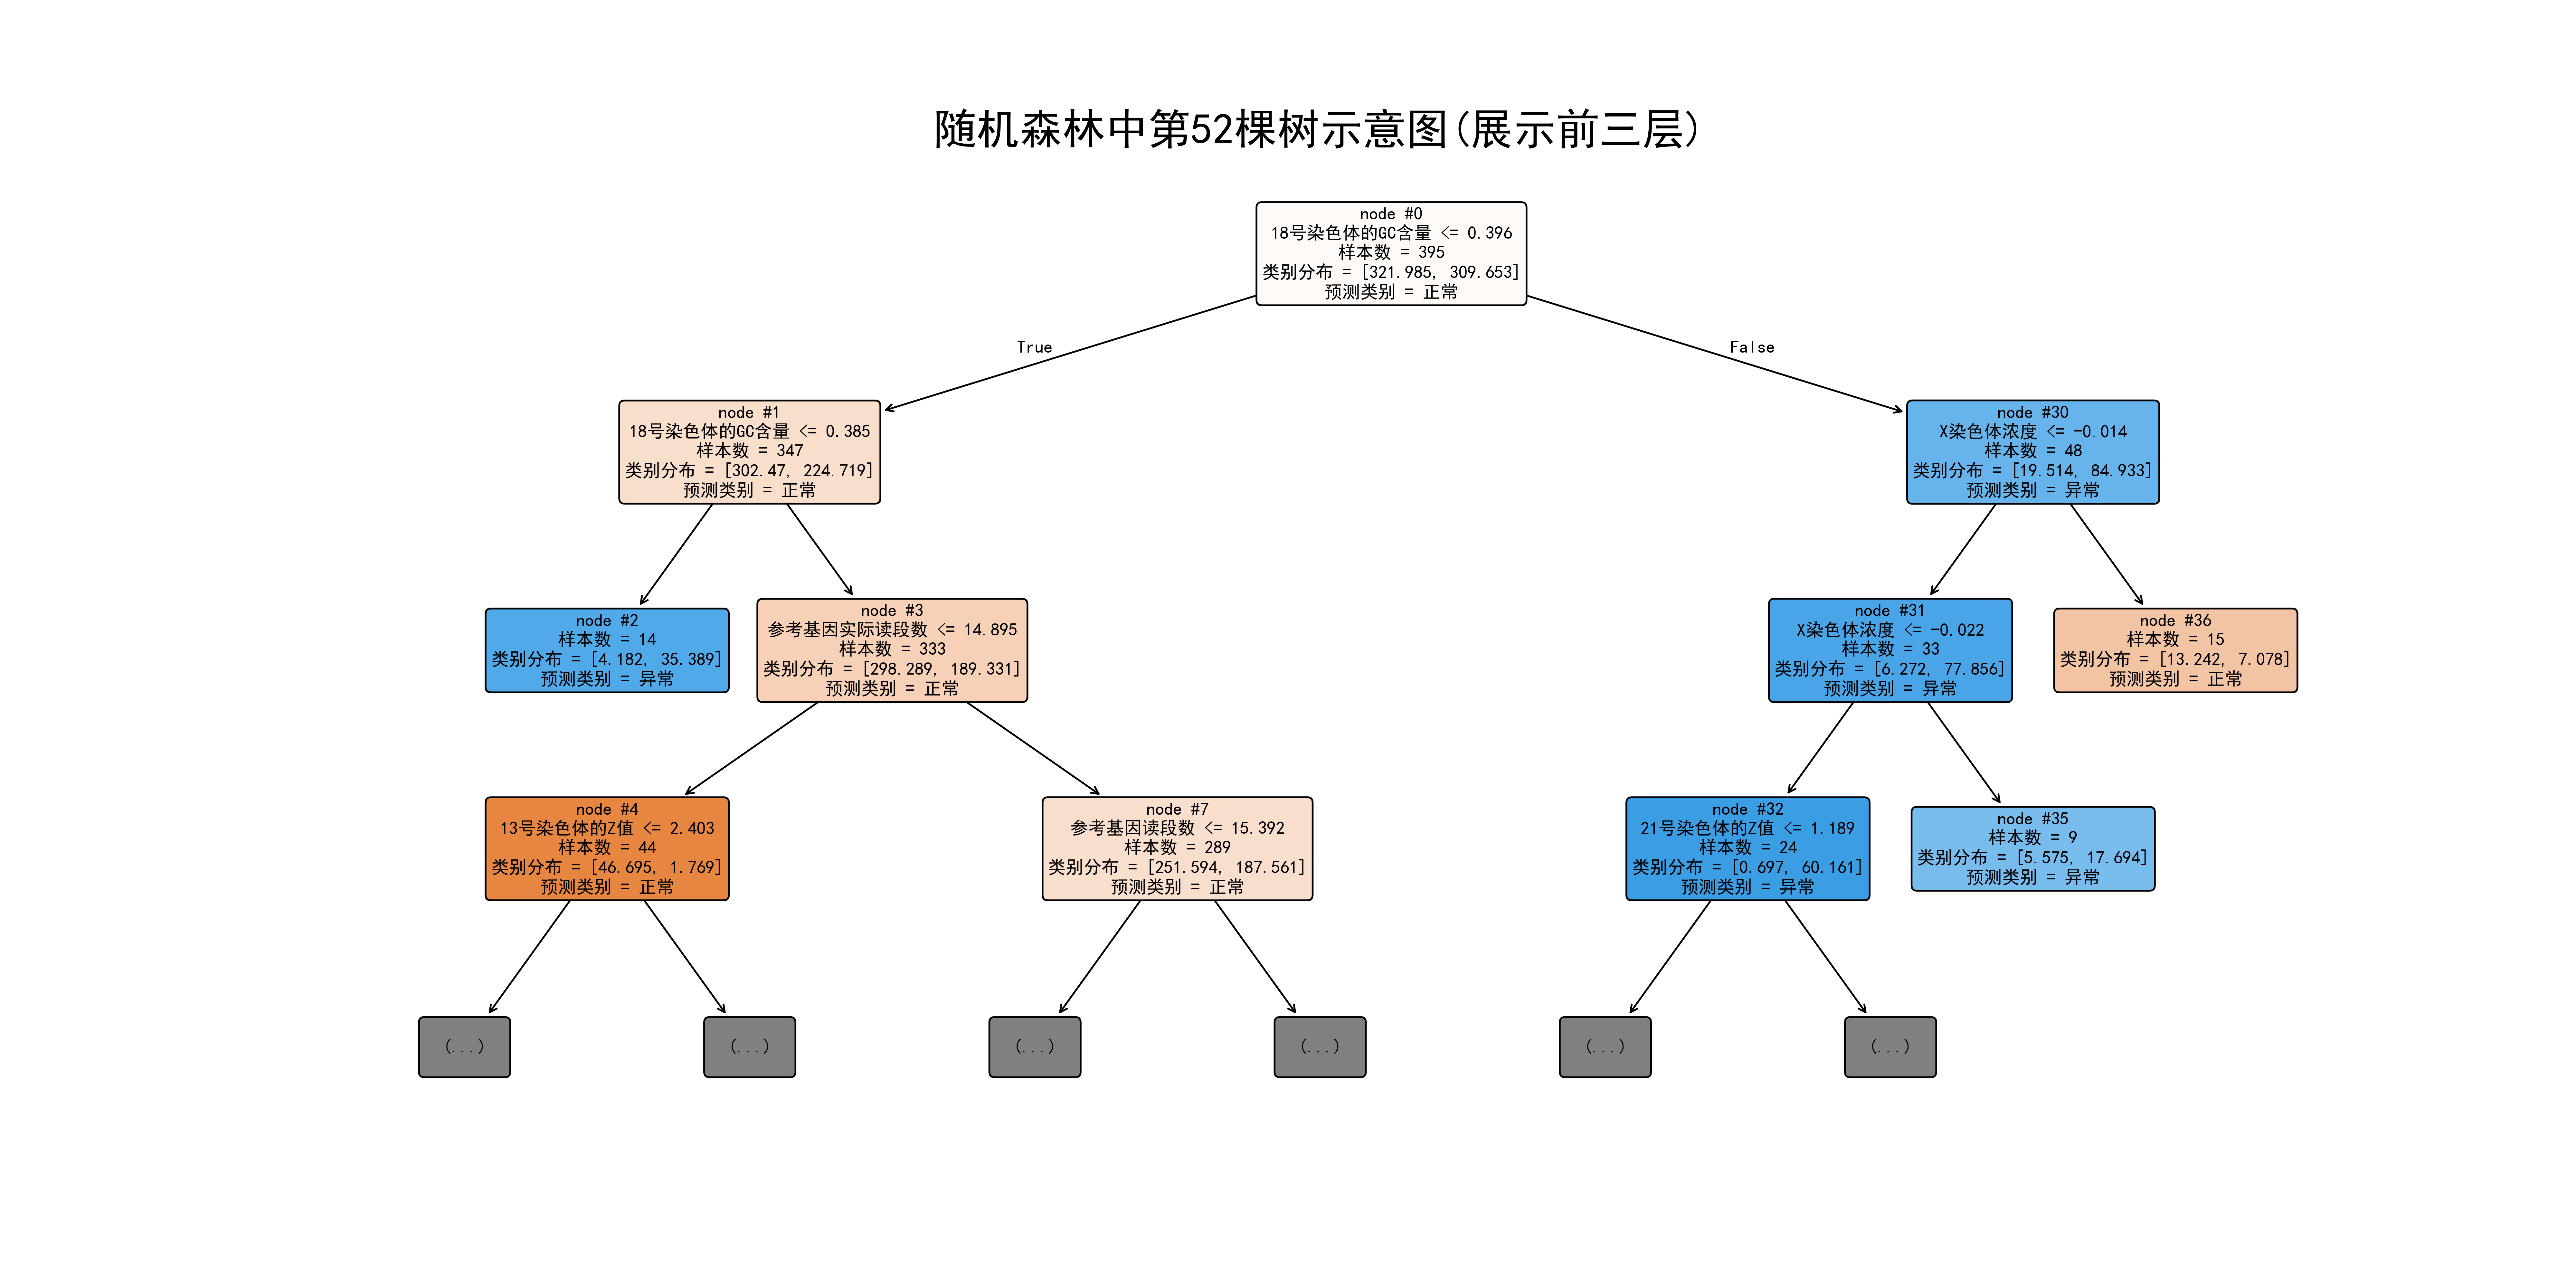 随机森林中第52棵树示意图(展示前三层)
node #0
18号染色体的GC含量 <= 0.396
样本数 = 395
类别分布 = [321.985, 309.653]
预测类别 = 正常
True
False
node #1
18号染色体的GC含量 <= 0.385
样本数 = 347
类别分布 = [302.47, 224.719]
预测类别 = 正常
node #30
X染色体浓度 <= -0.014
样本数 = 48
类别分布 = [19.514, 84.933]
预测类别 = 异常
node #2
样本数 = 14
类别分布 = [4.182, 35.389]
预测类别 = 异常
node #3
参考基因实际读段数 <= 14.895
样本数 = 333
类别分布 = [298.289, 189.331]
预测类别 = 正常
node #31
X染色体浓度 <= -0.022
样本数 = 33
类别分布 = [6.272, 77.856]
预测类别 = 异常
node #36
样本数 = 15
类别分布 = [13.242, 7.078]
预测类别 = 正常
node #4
13号染色体的Z值 <= 2.403
样本数 = 44
类别分布 = [46.695, 1.769]
预测类别 = 正常
node #7
参考基因读段数 <= 15.392
样本数 = 289
类别分布 = [251.594, 187.561]
预测类别 = 正常
node #32
21号染色体的Z值 <= 1.189
样本数 = 24
类别分布 = [0.697, 60.161]
预测类别 = 异常
node #35
样本数 = 9
类别分布 = [5.575, 17.694]
预测类别 = 异常
(...)
(...)
(...)
(...)
(...)
(...)